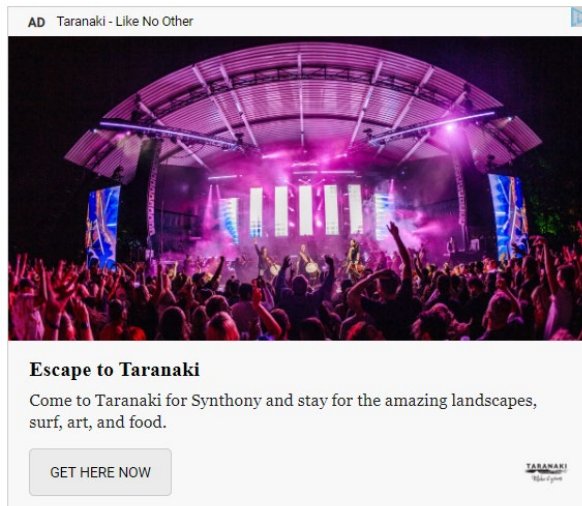 AD Taranaki - Like No Other
Escape to Taranaki
Come to Taranaki for Synthony and stay for the amazing landscapes,
surf, art, and food.
GET HERE NOW
TARANAKI